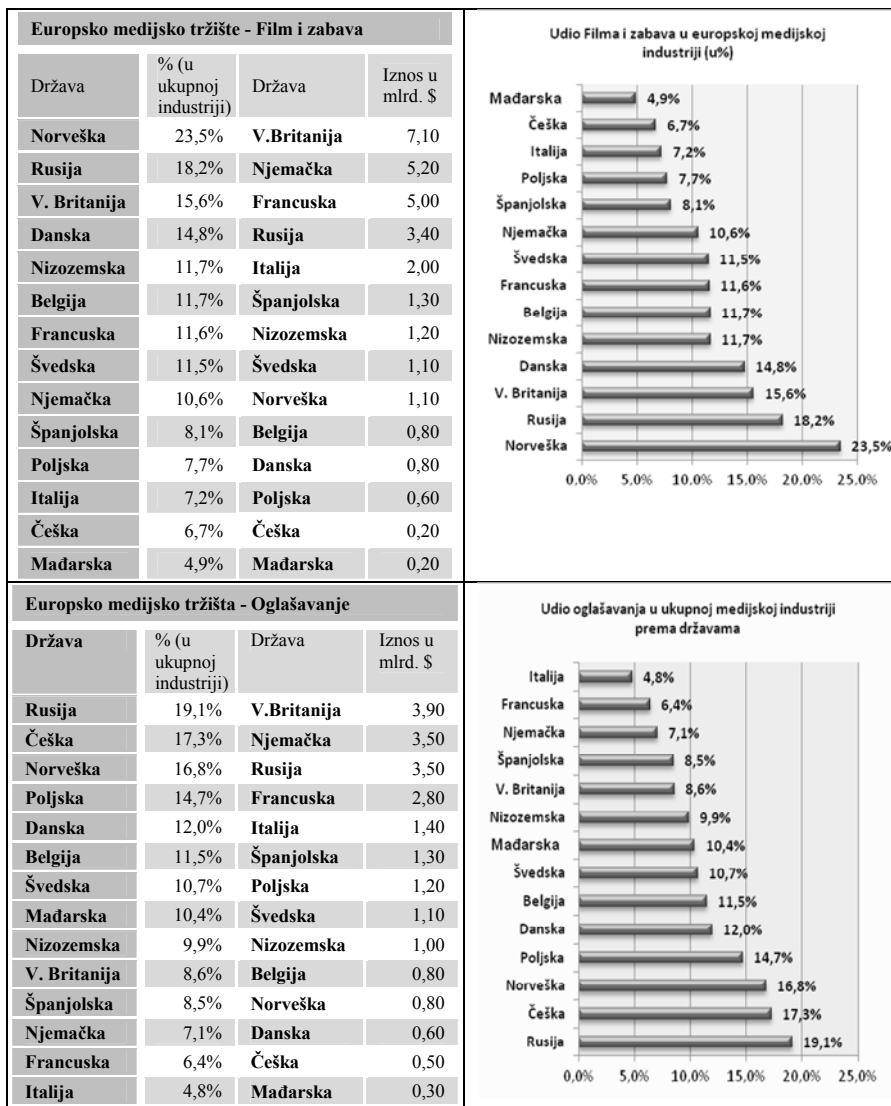 Europsko medijsko tržište - Film i zabava
Država % (u ukupnoj industriji) Država Iznos u mlrd. $
Norveška 23,5% V.Britanija 7,10
Rusija 18,2% Njemačka 5,20
V. Britanija 15,6% Francuska 5,00
Danska 14,8% Rusija 3,40
Nizozemska 11,7% Italija 2,00
Belgija 11,7% Španjolska 1,30
Francuska 11,6% Nizozemska 1,20
Švedska 11,5% Švedska 1,10
Njemačka 10,6% Norveška 1,10
Španjolska 8,1% Belgija 0,80
Poljska 7,7% Danska 0,80
Italija 7,2% Poljska 0,60
Češka 6,7% Češka 0,20
Mađarska 4,9% Mađarska 0,20
Udio Filma i zabava u europskoj medijskoj
industriji (u%)
Mađarska 4,9%
Češka 6,7%
Italija 7,2%
Poljska 7,7%
Španjolska 8,1%
Njemačka 10,6%
Švedska 11,5%
Francuska 11,6%
Belgija 11,7%
Nizozemska 11,7%
Danska 14,8%
V. Britanija 15,6%
Rusija 18,2%
Norveška 23,5%
0,0% 5,0% 10,0% 15,0% 20,0% 25,0%
Europsko medijsko tržišta - Oglašavanje
Država % (u ukupnoj industriji) Država Iznos u mlrd. $
Rusija 19,1% V.Britanija 3,90
Češka 17,3% Njemačka 3,50
Norveška 16,8% Rusija 3,50
Poljska 14,7% Francuska 2,80
Danska 12,0% Italija 1,40
Belgija 11,5% Španjolska 1,30
Švedska 10,7% Poljska 1,20
Mađarska 10,4% Švedska 1,10
Nizozemska 9,9% Nizozemska 1,00
V. Britanija 8,6% Belgija 0,80
Španjolska 8,5% Norveška 0,80
Njemačka 7,1% Danska 0,60
Francuska 6,4% Češka 0,50
Italija 4,8% Mađarska 0,30
Udio oglašavanja u ukupnoj medijskoj industriji
prema državama
Italija 4,8%
Francuska 6,4%
Njemačka 7,1%
Španjolska 8,5%
V. Britanija 8,6%
Nizozemska 9,9%
Mađarska 10,4%
Švedska 10,7%
Belgija 11,5%
Danska 12,0%
Poljska 14,7%
Norveška 16,8%
Češka 17,3%
Rusija 19,1%
0,0% 5,0% 10,0% 15,0% 20,0% 25,0%